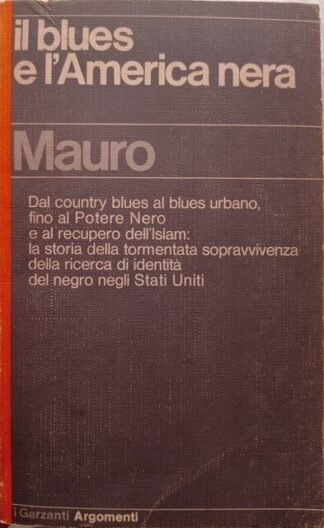 il blues
e l'America nera
Mauro
Dal country blues al blues urbano,
fino al Potere Nero
e al recupero dell'Islam:
la storia della tormentata sopravvivenza
della ricerca di identità
del negro negli Stati Uniti
i Garzanti Argomenti